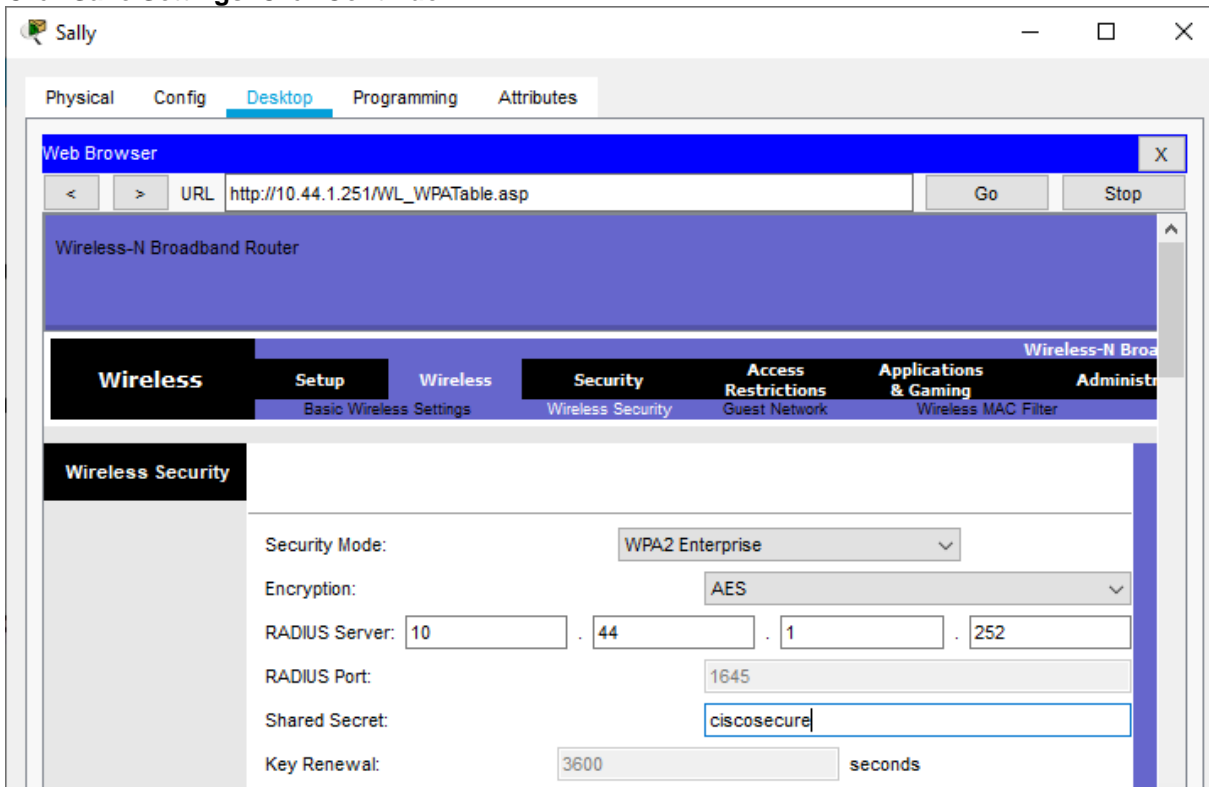 Sally
Physical Config Desktop Programming Attributes
Web Browser X
< > URL http://10.44.1.251/WL_WPATable.asp Go Stop
Wireless-N Broadband Router
Wireless-N Broa
Wireless Setup Wireless Security Access Restrictions Applications & Gaming Administr
Basic Wireless Settings Wireless Security Guest Network Wireless MAC Filter
Wireless Security
Security Mode: WPA2 Enterprise
Encryption: AES
RADIUS Server: 10 . 44 . 1 . 252
RADIUS Port: 1645
Shared Secret: ciscosecure
Key Renewal: 3600 seconds